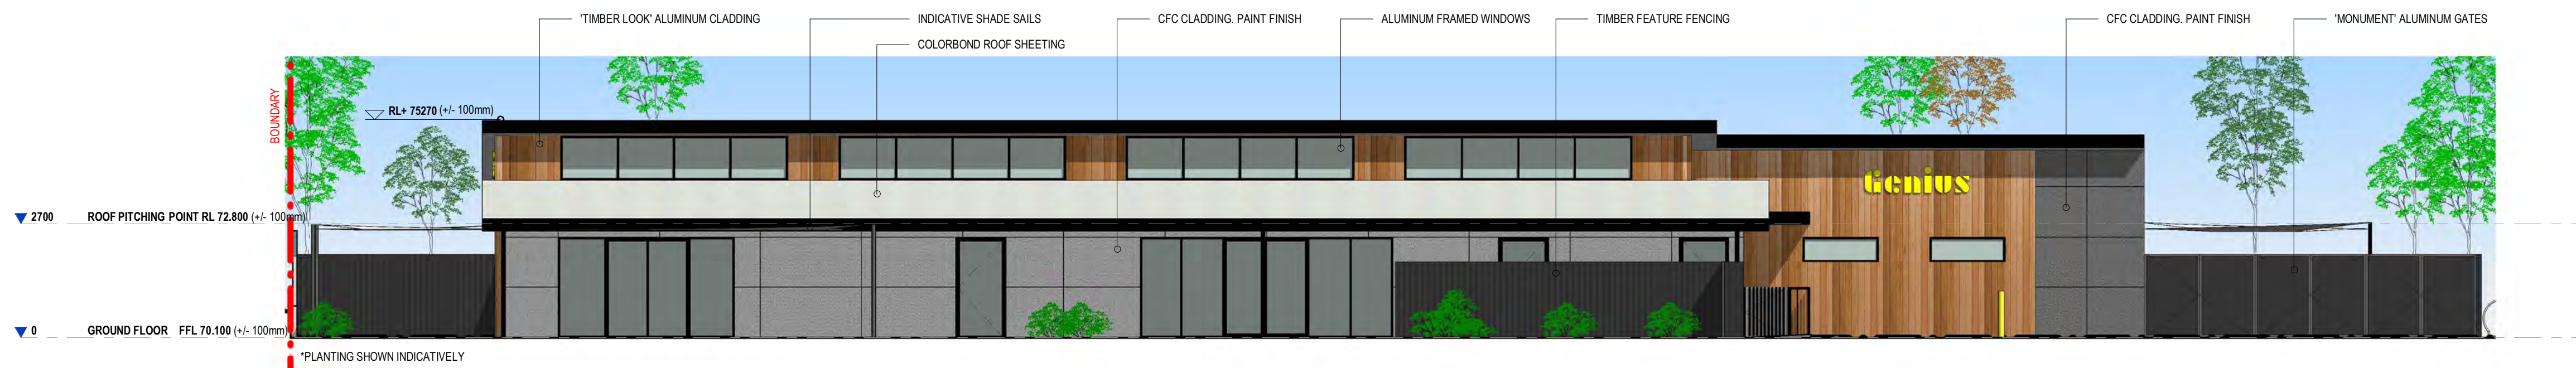 'TIMBER LOOK' ALUMINUM CLADDING
INDICATIVE SHADE SAILS
CFC CLADDING. PAINT FINISH
ALUMINUM FRAMED WINDOWS
TIMBER FEATURE FENCING
CFC CLADDING. PAINT FINISH
'MONUMENT' ALUMINUM GATES
COLORBOND ROOF SHEETING
BOUNDARY
RL+ 75270 (+/- 100mm)
Genius
2700 ROOF PITCHING POINT RL 72.800 (+/- 100mm)
0 GROUND FLOOR FFL 70.100 (+/- 100mm)
*PLANTING SHOWN INDICATIVELY